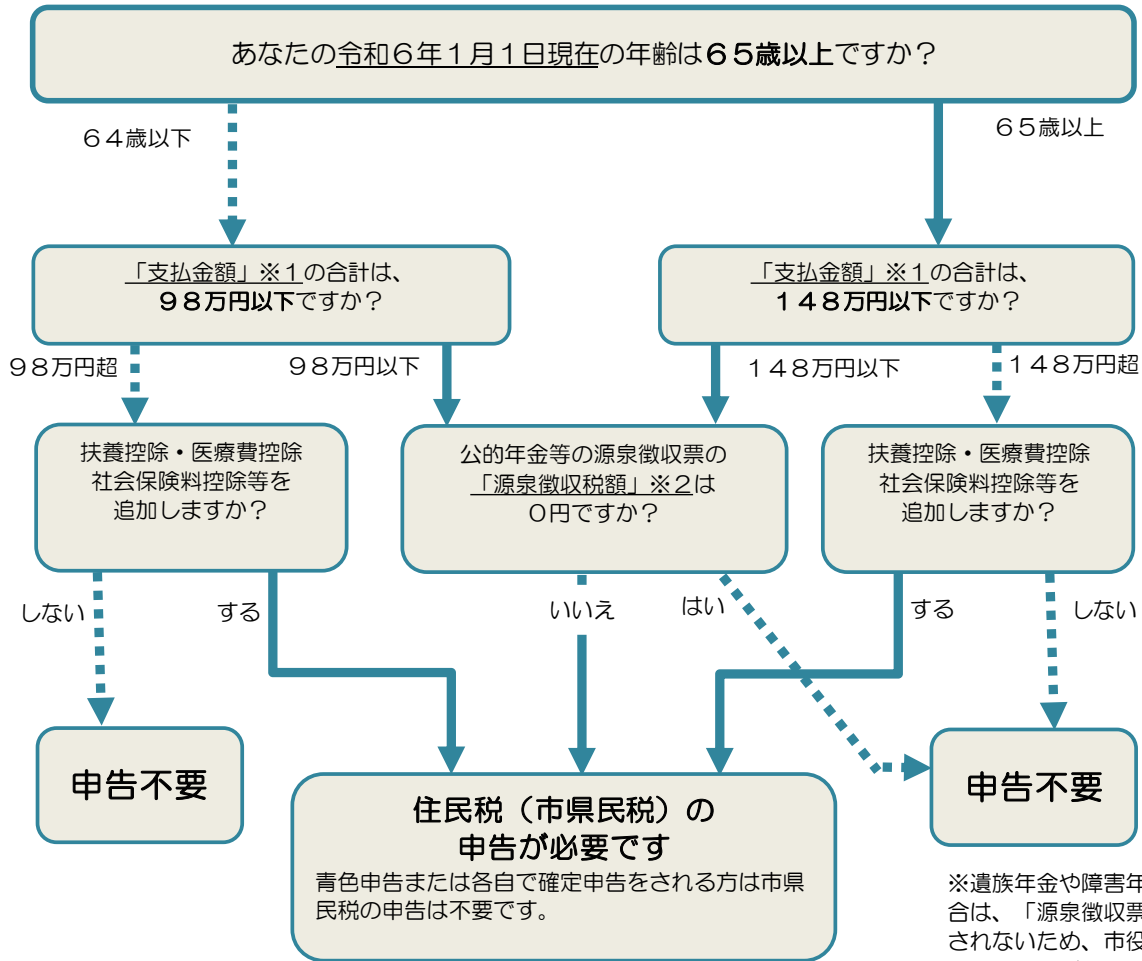 あなたの令和6年1月1日現在の年齢は65歳以上ですか？
64歳以下
65歳以上
「支払金額」※1の合計は、
98万円以下ですか？
「支払金額」※1の合計は、
148万円以下ですか？
98万円超
98万円以下
148万円以下
148万円超
扶養控除・医療費控除
社会保険料控除等を
追加しますか？
公的年金等の源泉徴収票の
「源泉徴収税額」※2は
0円ですか？
扶養控除・医療費控除
社会保険料控除等を
追加しますか？
しない
する
いいえ
はい
する
しない
申告不要
住民税（市県民税）の
申告が必要です
青色申告または各自で確定申告をされる方は市県
民税の申告は不要です。
申告不要
※遺族年金や障害年
合は、「源泉徴収票
されないため、市役